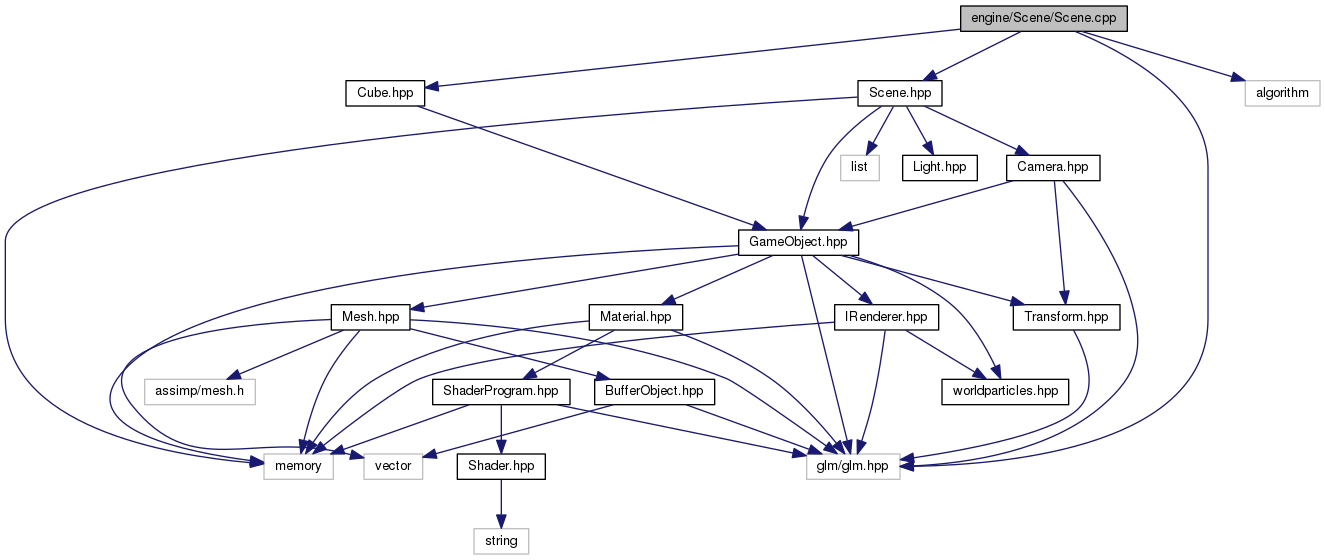 engine/Scene/Scene.cpp
Cube.hpp
Scene.hpp
algorithm
list
Light.hpp
Camera.hpp
GameObject.hpp
Mesh.hpp
Material.hpp
IRenderer.hpp
Transform.hpp
assimp/mesh.h
ShaderProgram.hpp
BufferObject.hpp
worldparticles.hpp
memory
vector
Shader.hpp
glm/glm.hpp
string